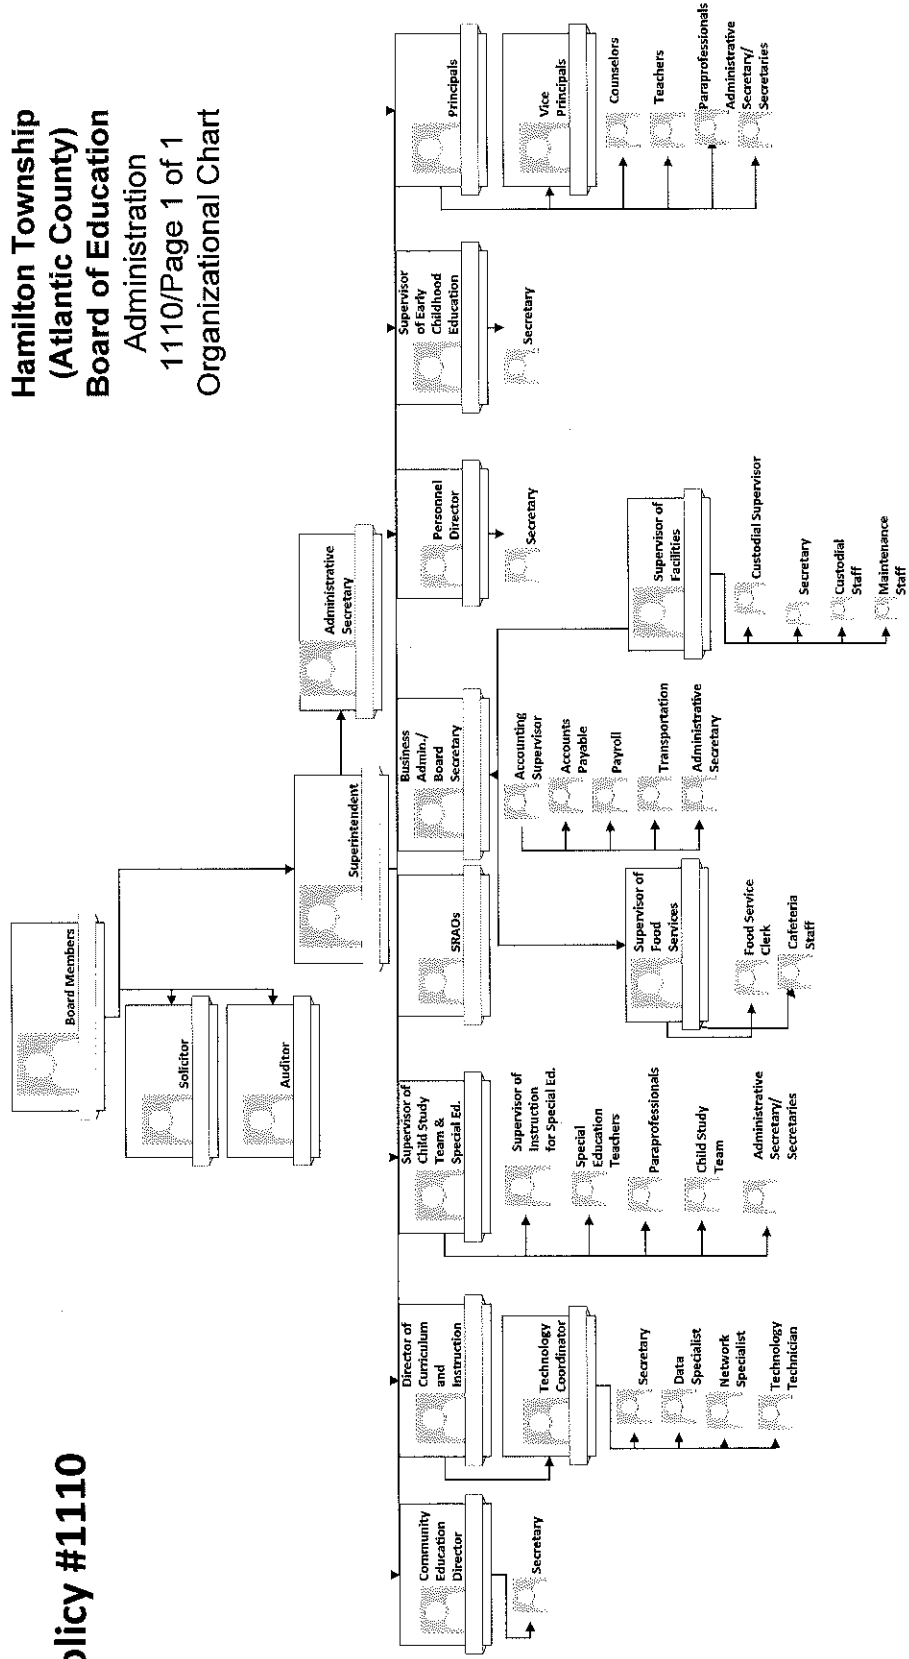 olicy #1110
Hamilton Township
(Atlantic County)
Board of Education
Administration
1110/Page 1 of 1
Organizational Chart
Board Members
Solicitor
Auditor
Superintendent
Administrative
Secretary
Community
Education
Director
Secretary
Director of
Curriculum
and
Instruction
Technology
Coordinator
Secretary
Data
Specialist
Network
Specialist
Technology
Technician
Supervisor of
Child Study
Team &
Special Ed.
Supervisor of
Instruction
for Special Ed.
Special
Education
Teachers
Paraprofessionals
Child Study
Team
Administrative
Secretary/
Secretaries
SRAOs
Business
Admin./
Board
Secretary
Accounting
Supervisor
Accounts
Payable
Payroll
Transportation
Administrative
Secretary
Supervisor of
Food
Services
Food Service
Clerk
Cafeteria
Staff
Supervisor of
Facilities
Custodial Supervisor
Secretary
Custodial
Staff
Maintenance
Staff
Personnel
Director
Secretary
Supervisor
of Early
Childhood
Education
Secretary
Principals
Vice
Principals
Counselors
Teachers
Paraprofessionals
Administrative
Secretary/
Secretaries